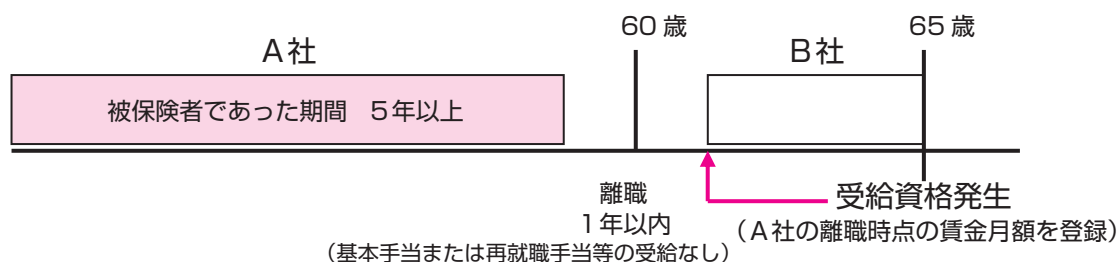 60歳
65歳
A社
B社
被保険者であった期間 5年以上
離職
1年以内
(基本手当または再就職手当等の受給なし)
受給資格発生
(A社の離職時点の賃金月額を登録)